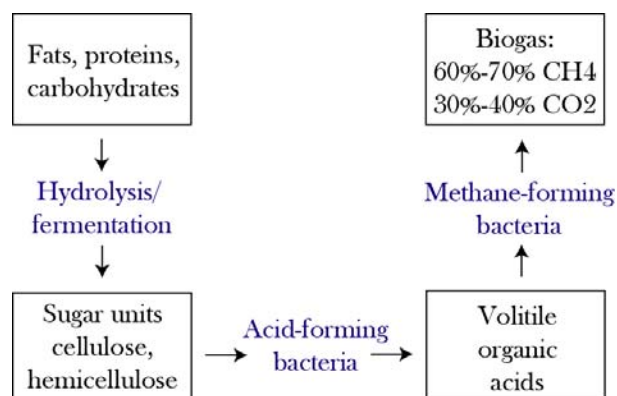 Fats, proteins,
carbohydrates
Hydrolysis/
fermentation
Sugar units
cellulose,
hemicellulose
Acid-forming
bacteria
Volitile
organic
acids
Methane-forming
bacteria
Biogas:
60%-70% CH4
30%-40% CO2